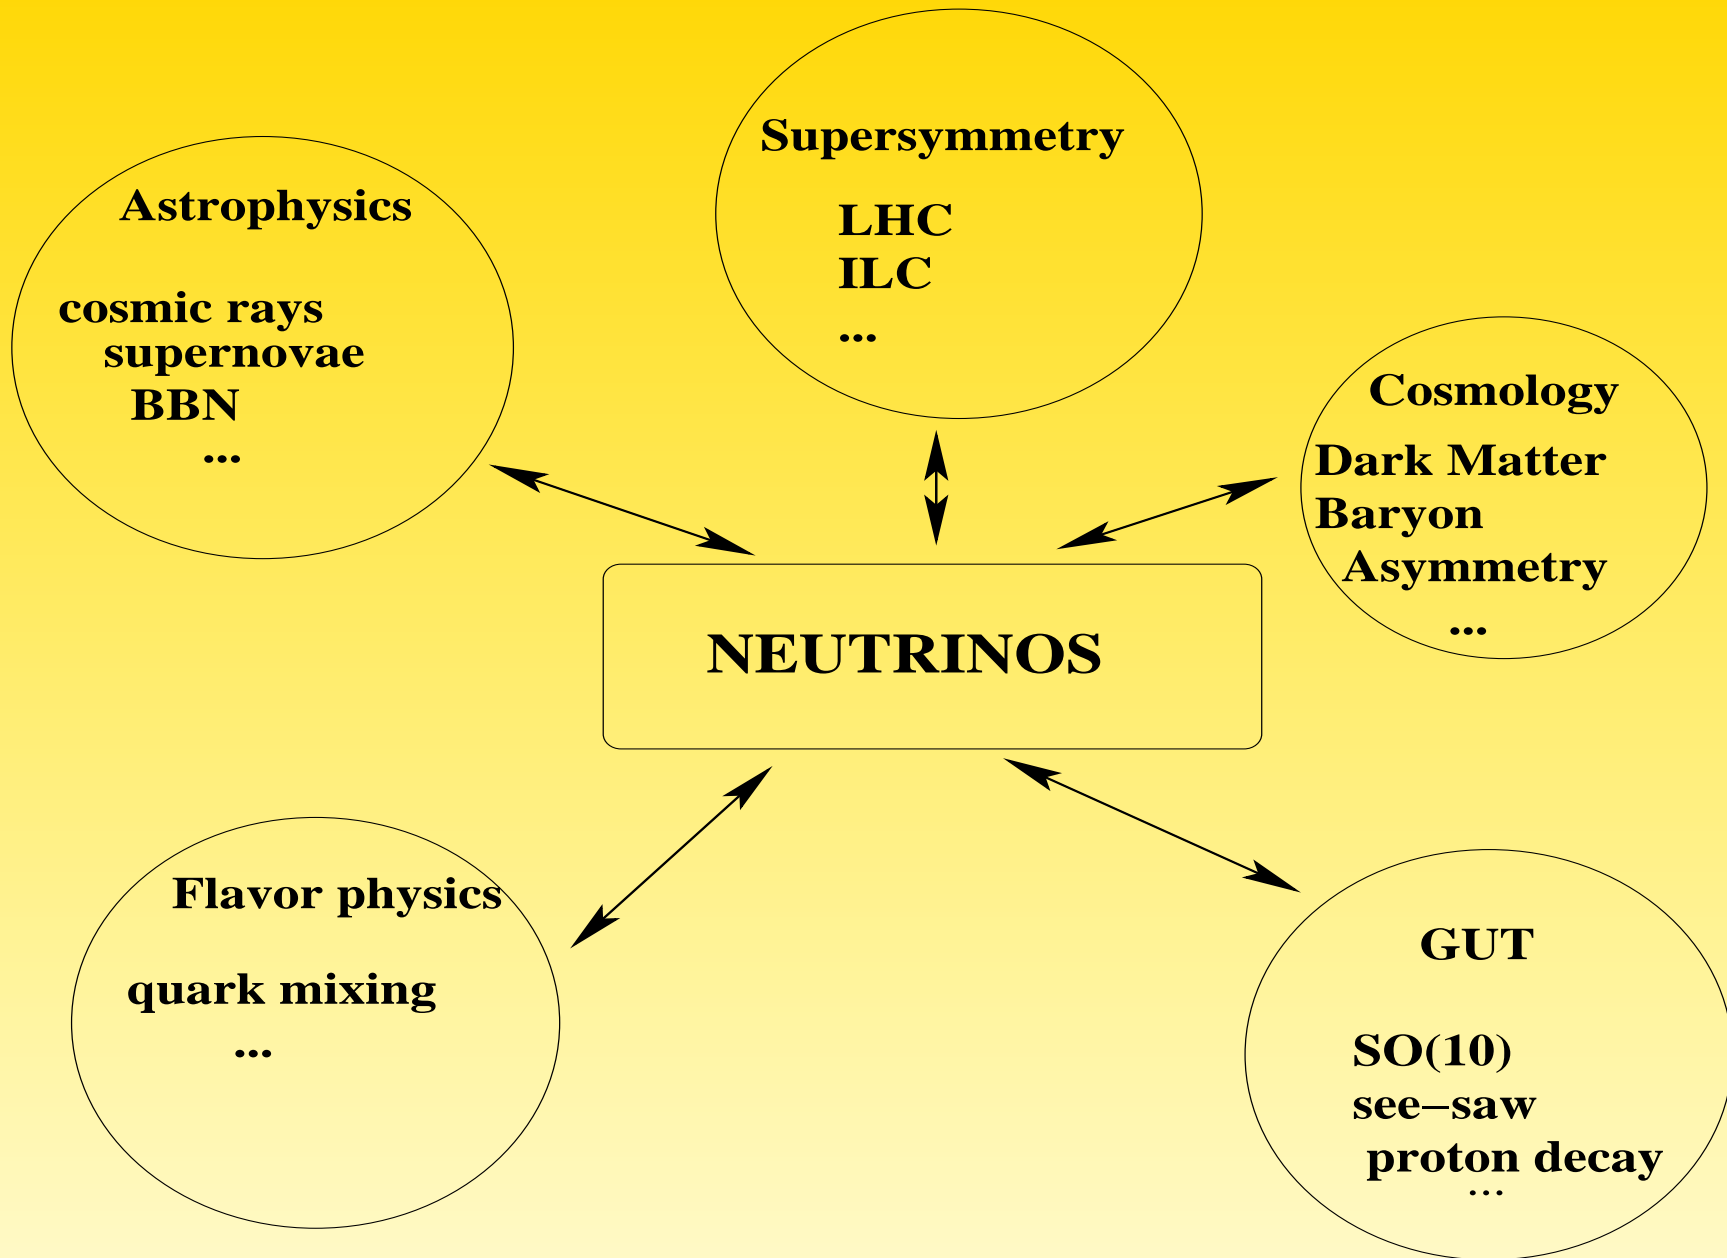 Supersymmetry
LHC
ILC
...
Astrophysics
cosmic rays
supernovae
BBN
...
Cosmology
Dark Matter
Baryon
Asymmetry
...
NEUTRINOS
Flavor physics
quark mixing
...
GUT
SO(10)
see–saw
proton decay
...